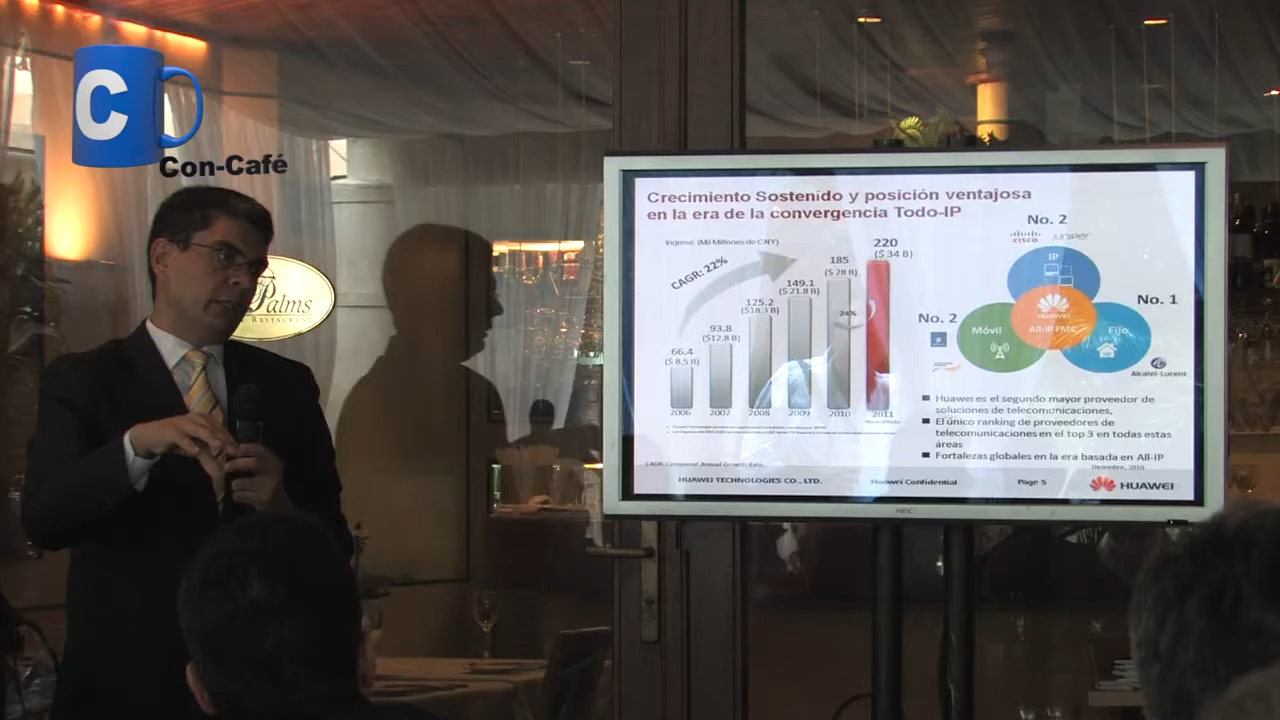 C
Con-Café
Palms
RESTAURANT
Crecimiento Sostenido y posición ventajosa
en la era de la convergencia Todo-IP
Ingreso (Mil Millones de CNY)
CAGR: 22%
66,4
($ 8.5 B)
93.8
($12.8 B)
125.2
($18.3 B)
149.1
($ 21.8 B)
185
($ 28 B)
24%
220
($ 34 B)
2006
2007
2008
2009
2010
2011
No. 2
CISCO
JUNIPER
IP
No. 1
No. 2
Móvil
HUAWEI
All-IP FMC
Fijo
Alcatel-Lucent
Huawei es el segundo mayor proveedor de
soluciones de telecomunicaciones,
El único ranking de proveedores de
telecomunicaciones en el top 3 en todas estas
áreas
Fortalezas globales en la era basada en All-IP
Diciembre, 2010
CAGR: Compound Annual Growth Rate
HUAWEI TECHNOLOGIES CO., LTD.
Huawei Confidential
Page 5
HUAWEI
NEC